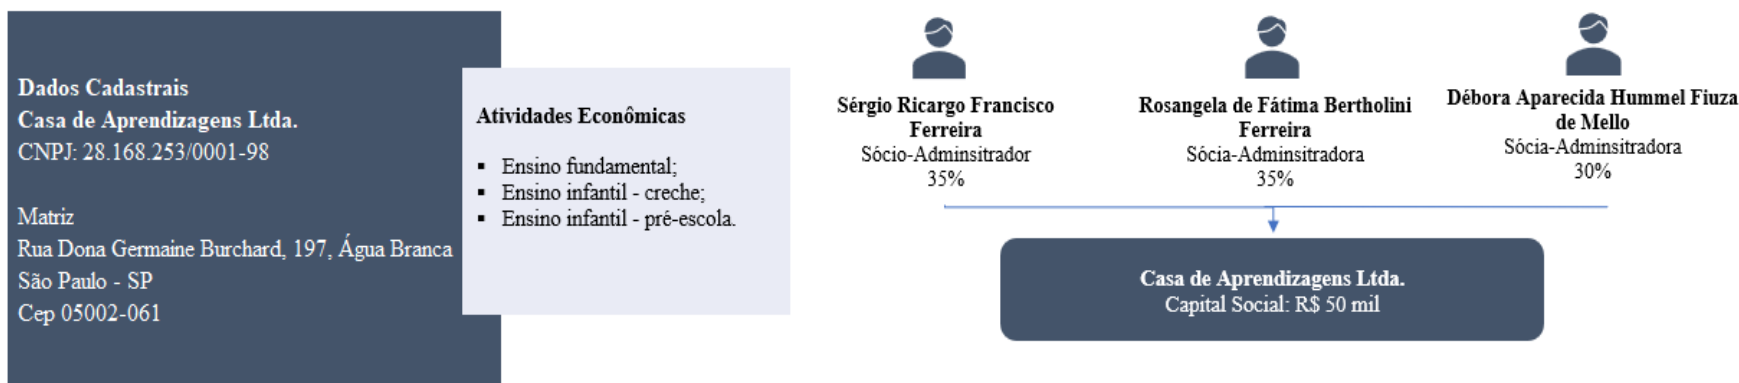 Dados Cadastrais
Casa de Aprendizagens Ltda.
CNPJ: 28.168.253/0001-98
Matriz
Rua Dona Germaine Burchard, 197, Água Branca
São Paulo - SP
Cep 05002-061
Atividades Econômicas
▪ Ensino fundamental;
▪ Ensino infantil - creche;
▪ Ensino infantil - pré-escola.
Sérgio Ricargo Francisco
Ferreira
Sócio-Adminsitrador
35%
Rosangela de Fátima Bertholini
Ferreira
Sócia-Adminsitradora
35%
Débora Aparecida Hummel Fiuza
de Mello
Sócia-Adminsitradora
30%
Casa de Aprendizagens Ltda.
Capital Social: R$ 50 mil